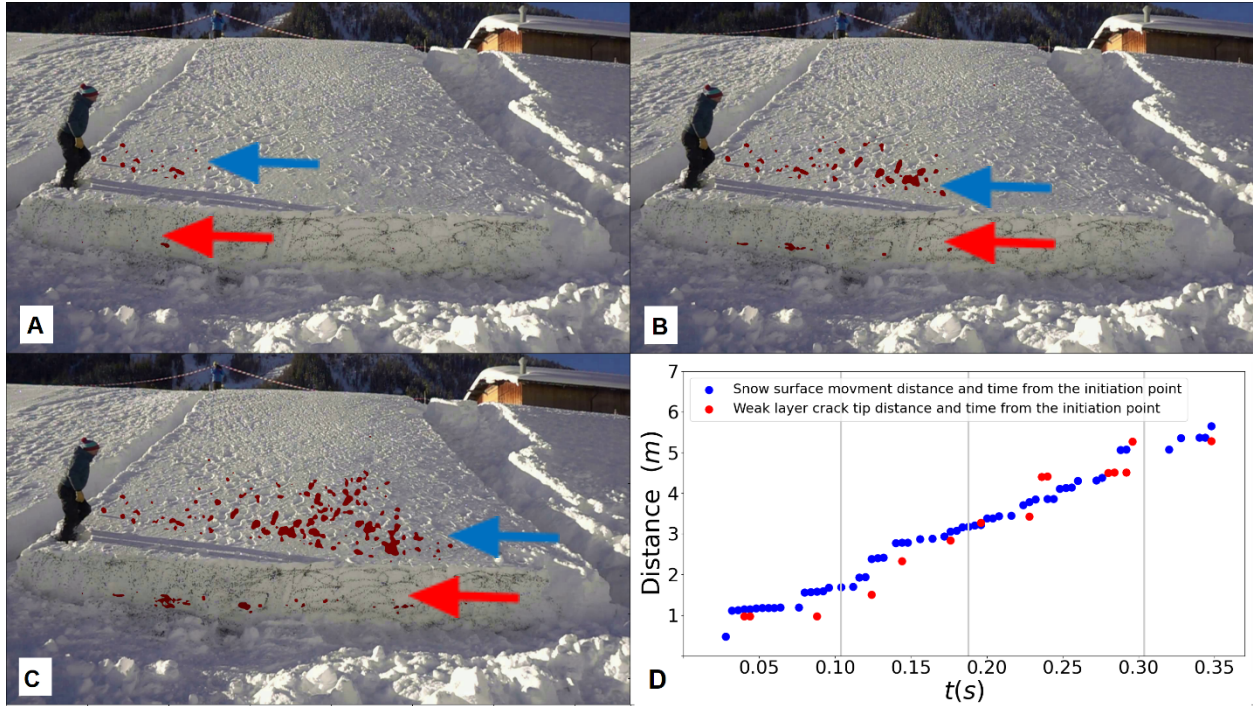 A
B
C
7
6
5
4
3
2
1
Distance (m)
Snow surface movment distance and time from the initiation point
Weak layer crack tip distance and time from the initiation point
0.05
0.10
0.15
0.20
0.25
0.30
0.35
D
t(s)